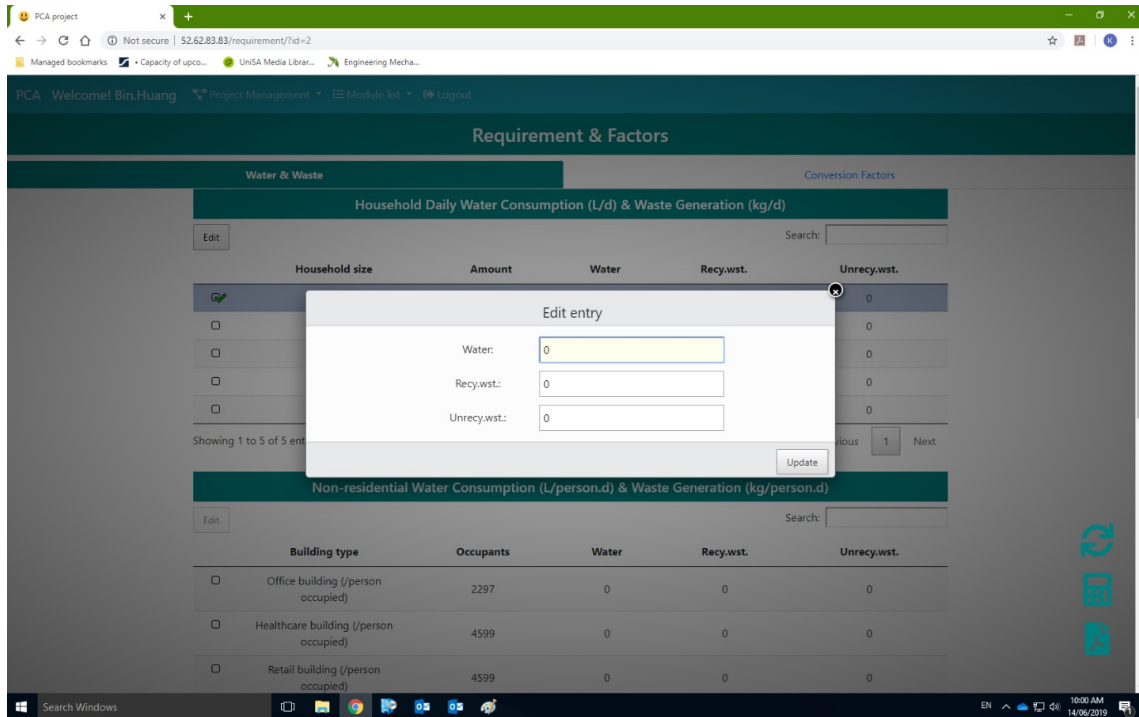 PCA project
Not secure | 52.62.83.83/requirement/?id=2
K
Managed bookmarks • Capacity of upco... UniSA Media Librar... Engineering Mecha...
PCA Welcome! Bin.Huang Project Management Module list Logout
Requirement & Factors
Water & Waste Conversion Factors
Household Daily Water Consumption (L/d) & Waste Generation (kg/d)
Edit Search:
Household size Amount Water Recy.wst. Unrecy.wst.
0
0
0
0
0
Edit entry
Water: 0
Recy.wst.: 0
Unrecy.wst.: 0
Update
Showing 1 to 5 of 5 ent
vious 1 Next
Non-residential Water Consumption (L/person.d) & Waste Generation (kg/person.d)
Edit Search:
Building type Occupants Water Recy.wst. Unrecy.wst.
Office building (/person occupied) 2297 0 0 0
Healthcare building (/person occupied) 4599 0 0 0
Retail building (/person occupied) 4599 0 0 0
Search Windows
EN
10:00 AM
14/06/2019